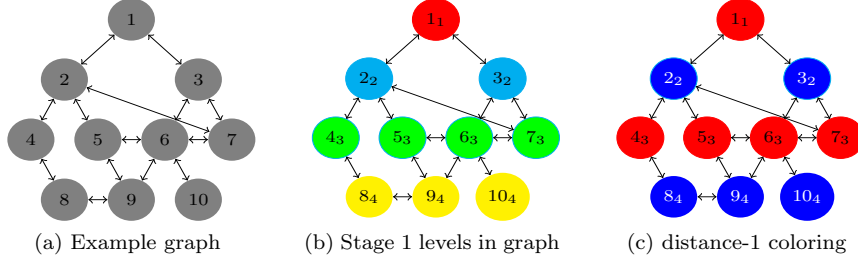 1 1₁ 1₁
2 3 2₂ 3₂ 2₂ 3₂
4 5 6 7 4₃ 5₃ 6₃ 7₃ 4₃ 5₃ 6₃ 7₃
8 9 10 8₄ 9₄ 10₄ 8₄ 9₄ 10₄
(a) Example graph (b) Stage 1 levels in graph (c) distance-1 coloring